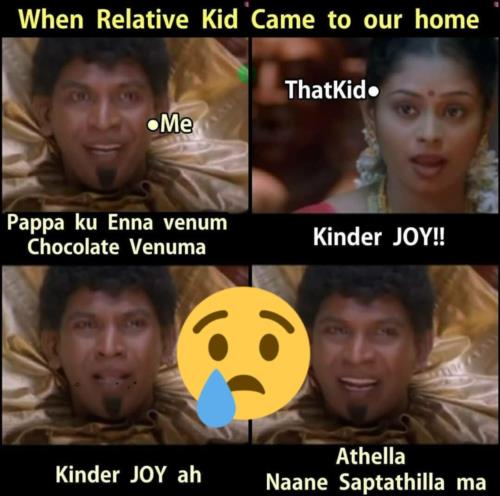 When Relative Kid Came to our home
•Me
ThatKid•
Pappa ku Enna venum
Chocolate Venuma
Kinder JOY!!
Kinder JOY ah
Athella
Naane Saptathilla ma